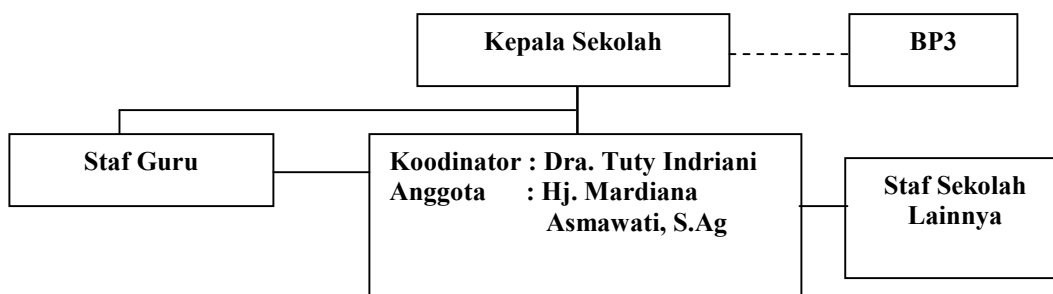 Kepala Sekolah
BP3
Staf Guru
Koodinator : Dra. Tuty Indriani
Anggota : Hj. Mardiana
Asmawati, S.Ag
Staf Sekolah
Lainnya